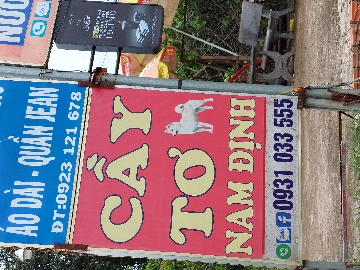 CẦY
TƠ
NAM ĐỊNH
0931 033 555
ÁO DÀI - QUẦN JEAN
ĐT:0923 121 678